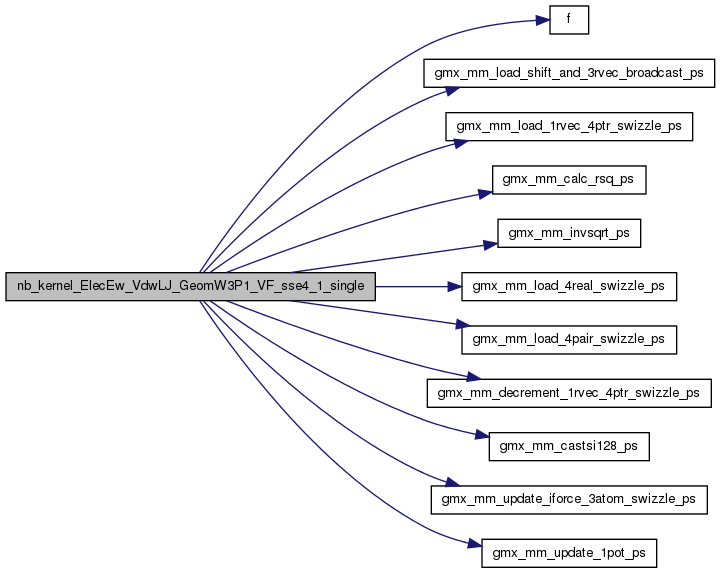 f
gmx_mm_load_shift_and_3rvec_broadcast_ps
gmx_mm_load_1rvec_4ptr_swizzle_ps
gmx_mm_calc_rsq_ps
gmx_mm_invsqrt_ps
nb_kernel_ElecEw_VdwLJ_GeomW3P1_VF_sse4_1_single
gmx_mm_load_4real_swizzle_ps
gmx_mm_load_4pair_swizzle_ps
gmx_mm_decrement_1rvec_4ptr_swizzle_ps
gmx_mm_castsi128_ps
gmx_mm_update_iforce_3atom_swizzle_ps
gmx_mm_update_1pot_ps